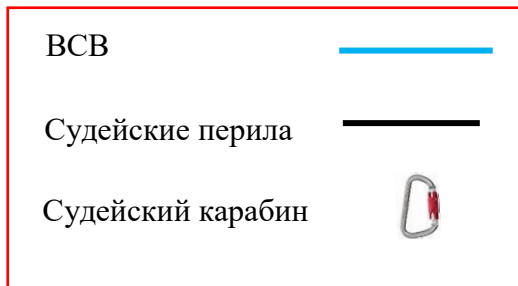 ВСВ
Судейские перила
Судейский карабин